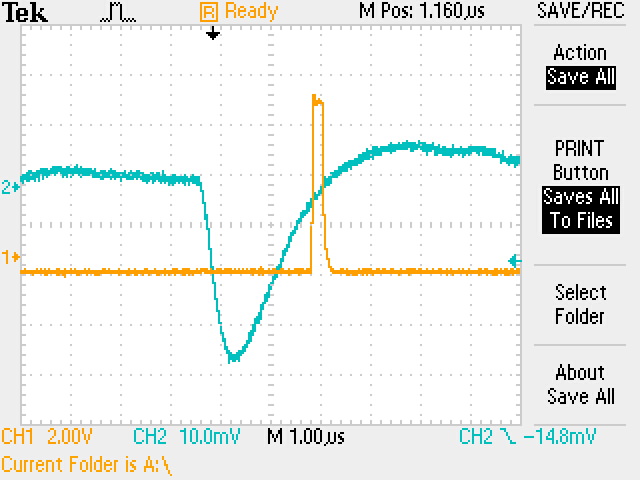 Tek R Ready M Pos: 1.160µs SAVE/REC
Action
Save All
PRINT
Button
Saves All
To Files
Select
Folder
About
Save All
2
1
CH1 2.00V CH2 10.0mV M 1.00µs CH2 −14.8mV
Current Folder is A:\